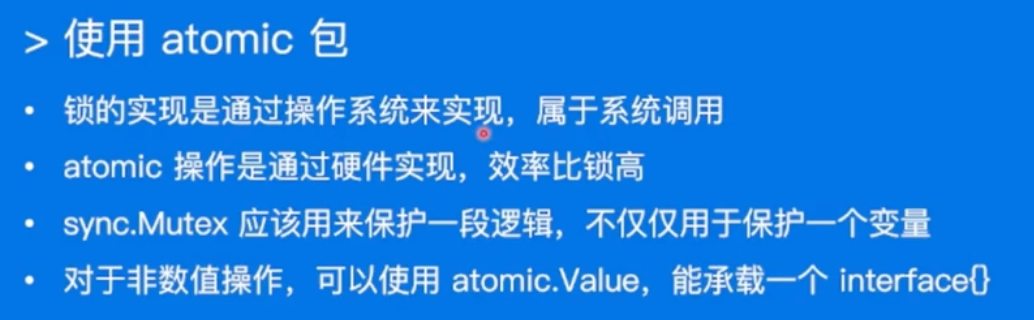 > 使用 atomic 包
• 锁的实现是通过操作系统来实现，属于系统调用
• atomic 操作是通过硬件实现，效率比锁高
• sync.Mutex 应该用来保护一段逻辑，不仅仅用于保护一个变量
• 对于非数值操作，可以使用 atomic.Value，能承载一个 interface{}